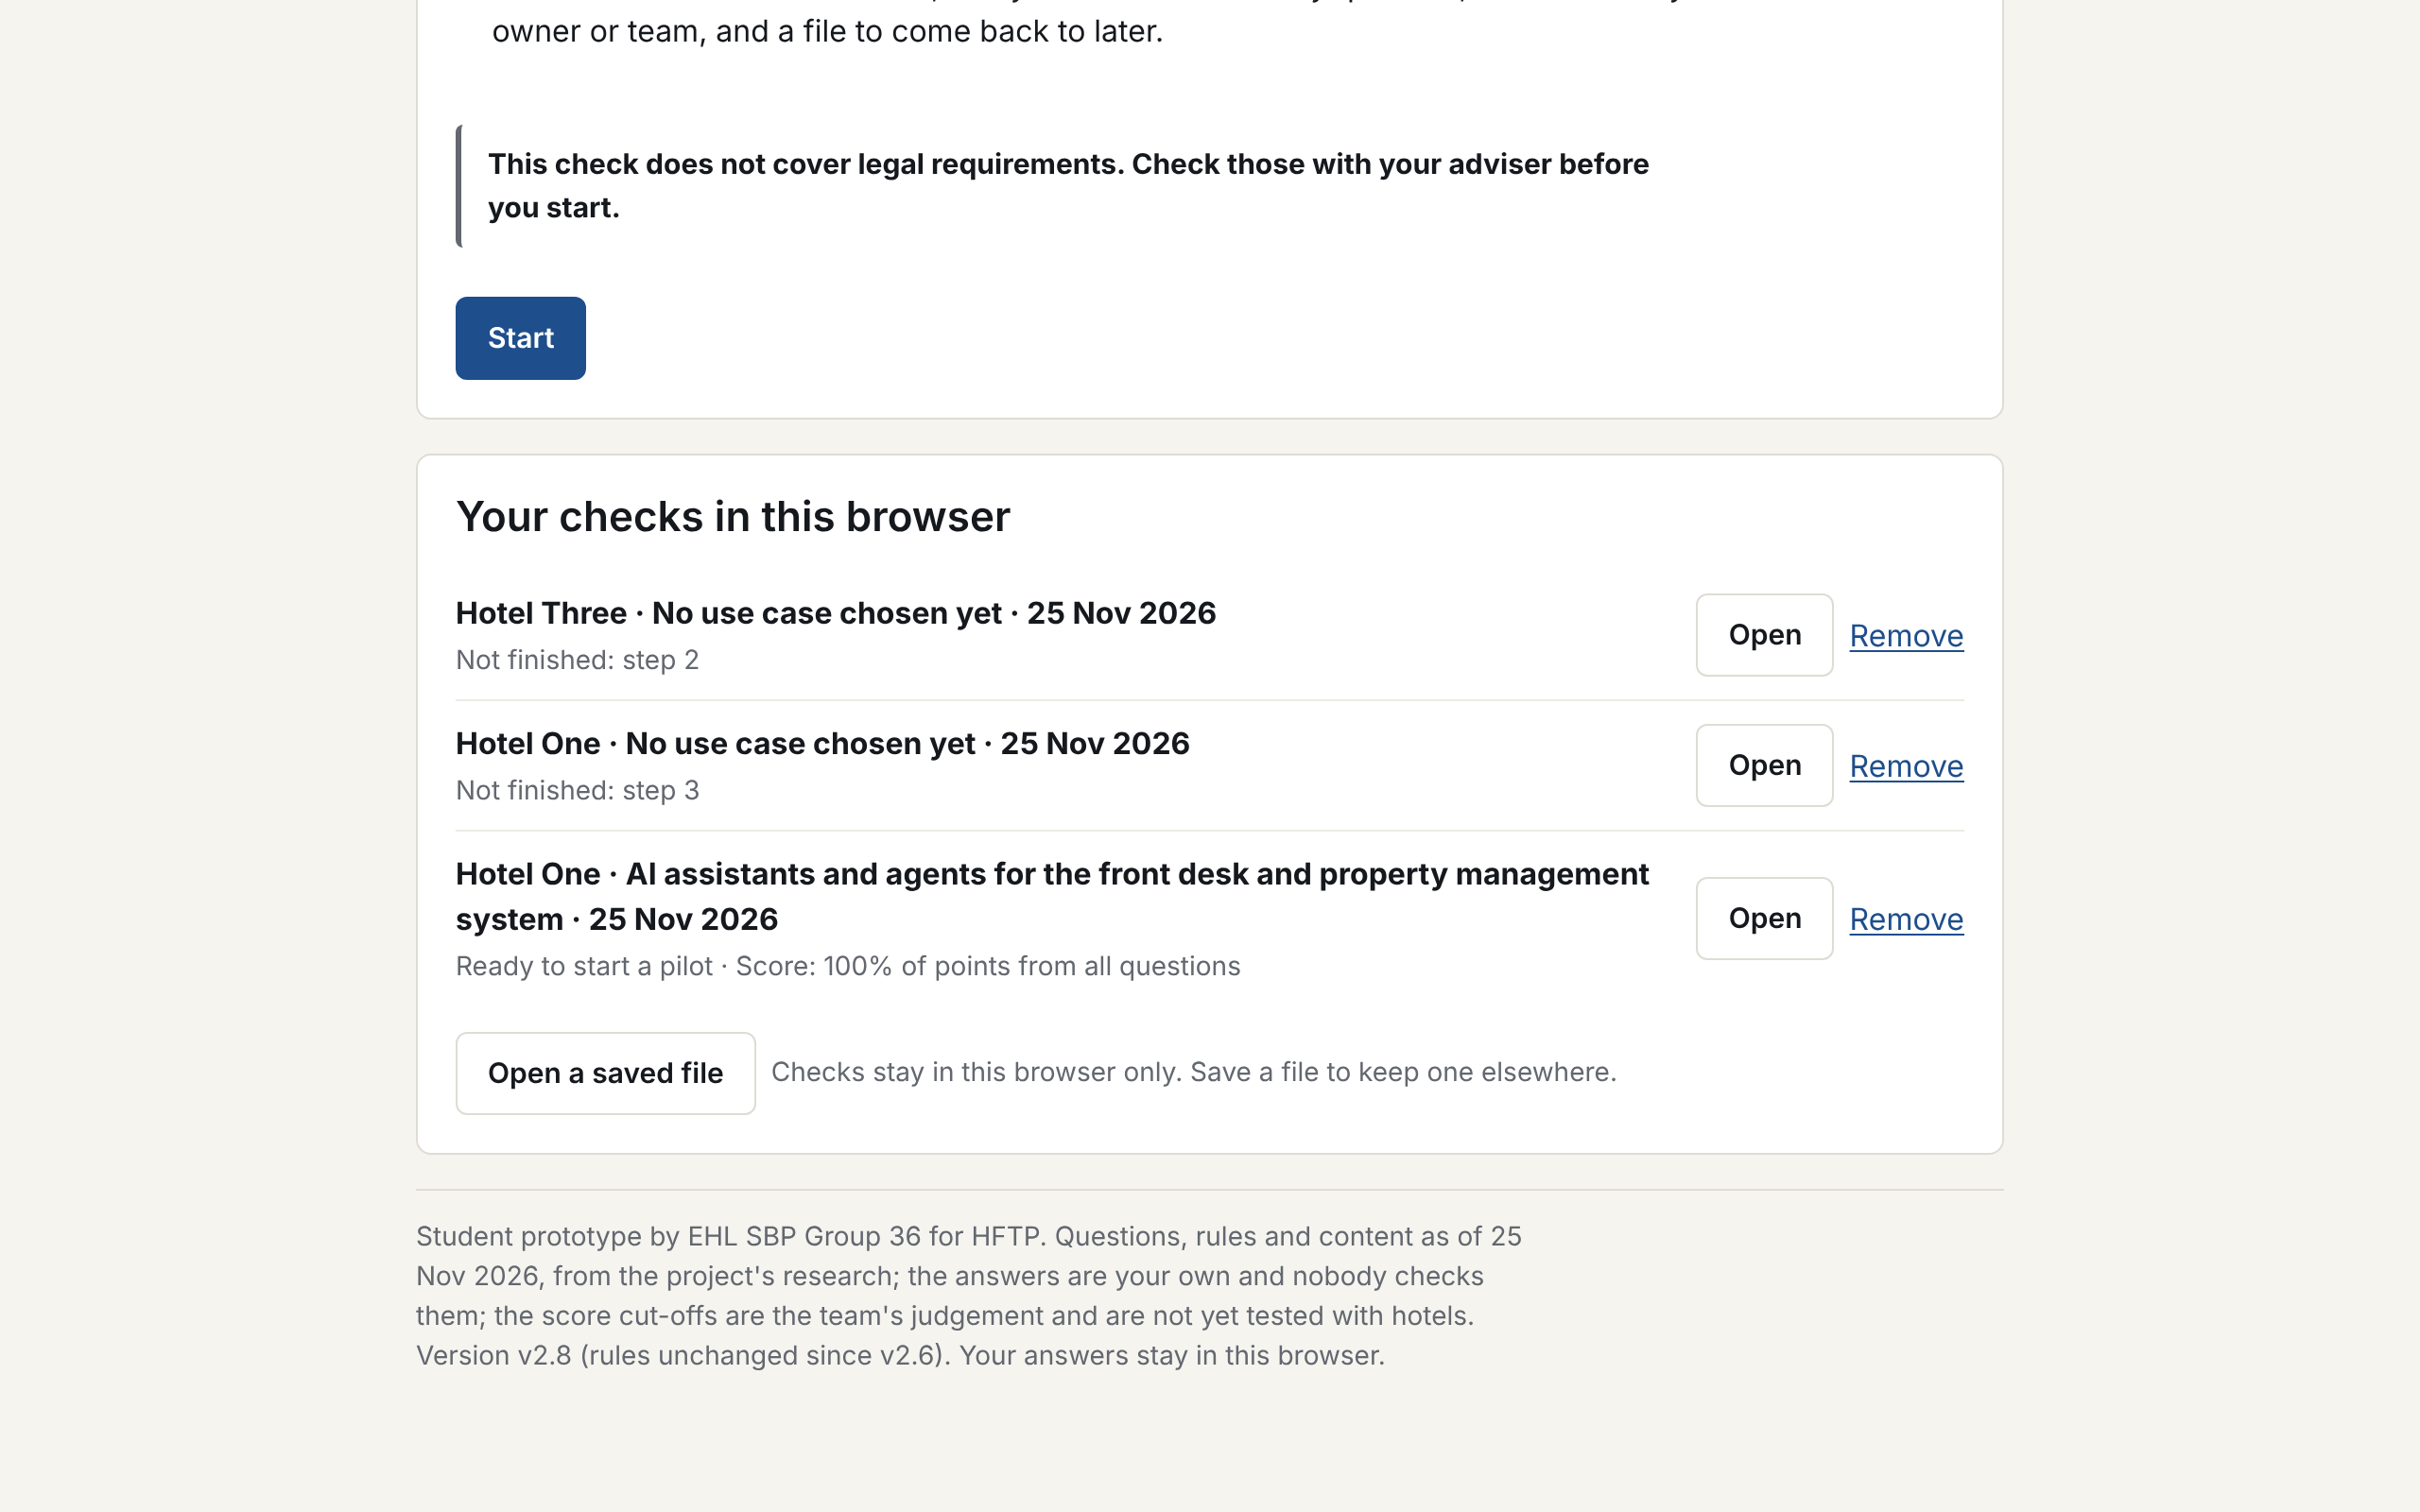 owner or team, and a file to come back to later.
This check does not cover legal requirements. Check those with your adviser before
you start.
Start
Your checks in this browser
Hotel Three · No use case chosen yet · 25 Nov 2026
Not finished: step 2
Open
Remove
Hotel One · No use case chosen yet · 25 Nov 2026
Not finished: step 3
Open
Remove
Hotel One · AI assistants and agents for the front desk and property management
system · 25 Nov 2026
Ready to start a pilot · Score: 100% of points from all questions
Open
Remove
Open a saved file
Checks stay in this browser only. Save a file to keep one elsewhere.
Student prototype by EHL SBP Group 36 for HFTP. Questions, rules and content as of 25
Nov 2026, from the project's research; the answers are your own and nobody checks
them; the score cut-offs are the team's judgement and are not yet tested with hotels.
Version v2.8 (rules unchanged since v2.6). Your answers stay in this browser.